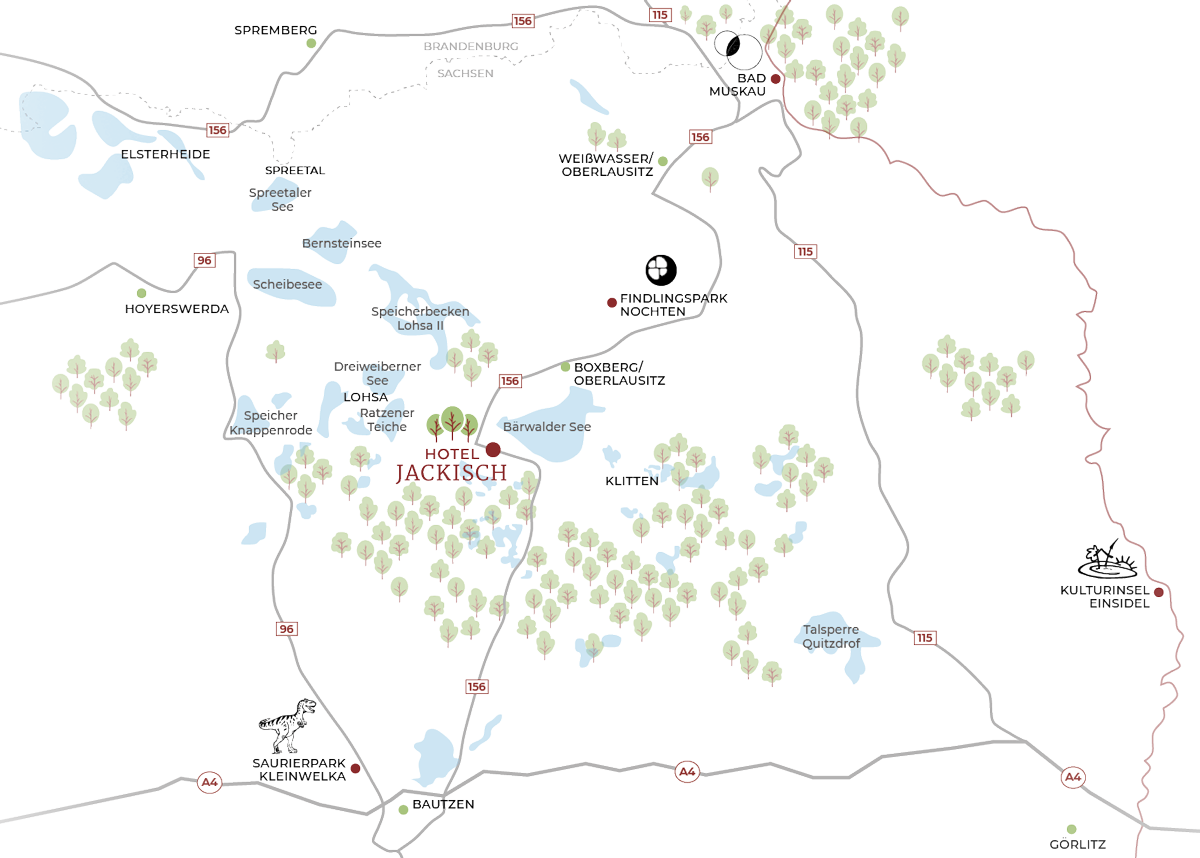 156
115
SPREMBERG
BRANDENBURG
SACHSEN
BAD
MUSKAU
156
156
ELSTERHEIDE
WEIßWASSER/
OBERLAUSITZ
SPREETAL
Spreetaler
See
Bernsteinsee
115
96
Scheibesee
HOYERSWERDA
FINDLINGSPARK
NOCHTEN
Speicherbecken
Lohsa II
Dreiweiberner
See
BOXBERG/
OBERLAUSITZ
156
LOHSA
Ratzener
Teiche
Speicher
Knappenrode
Bärwalder See
HOTEL
JACKISCH
KLITTEN
KULTURINSEL
EINSIDEL
96
Talsperre
Quitzdrof
115
156
SAURIERPARK
KLEINWELKA
A4
A4
A4
BAUTZEN
GÖRLITZ